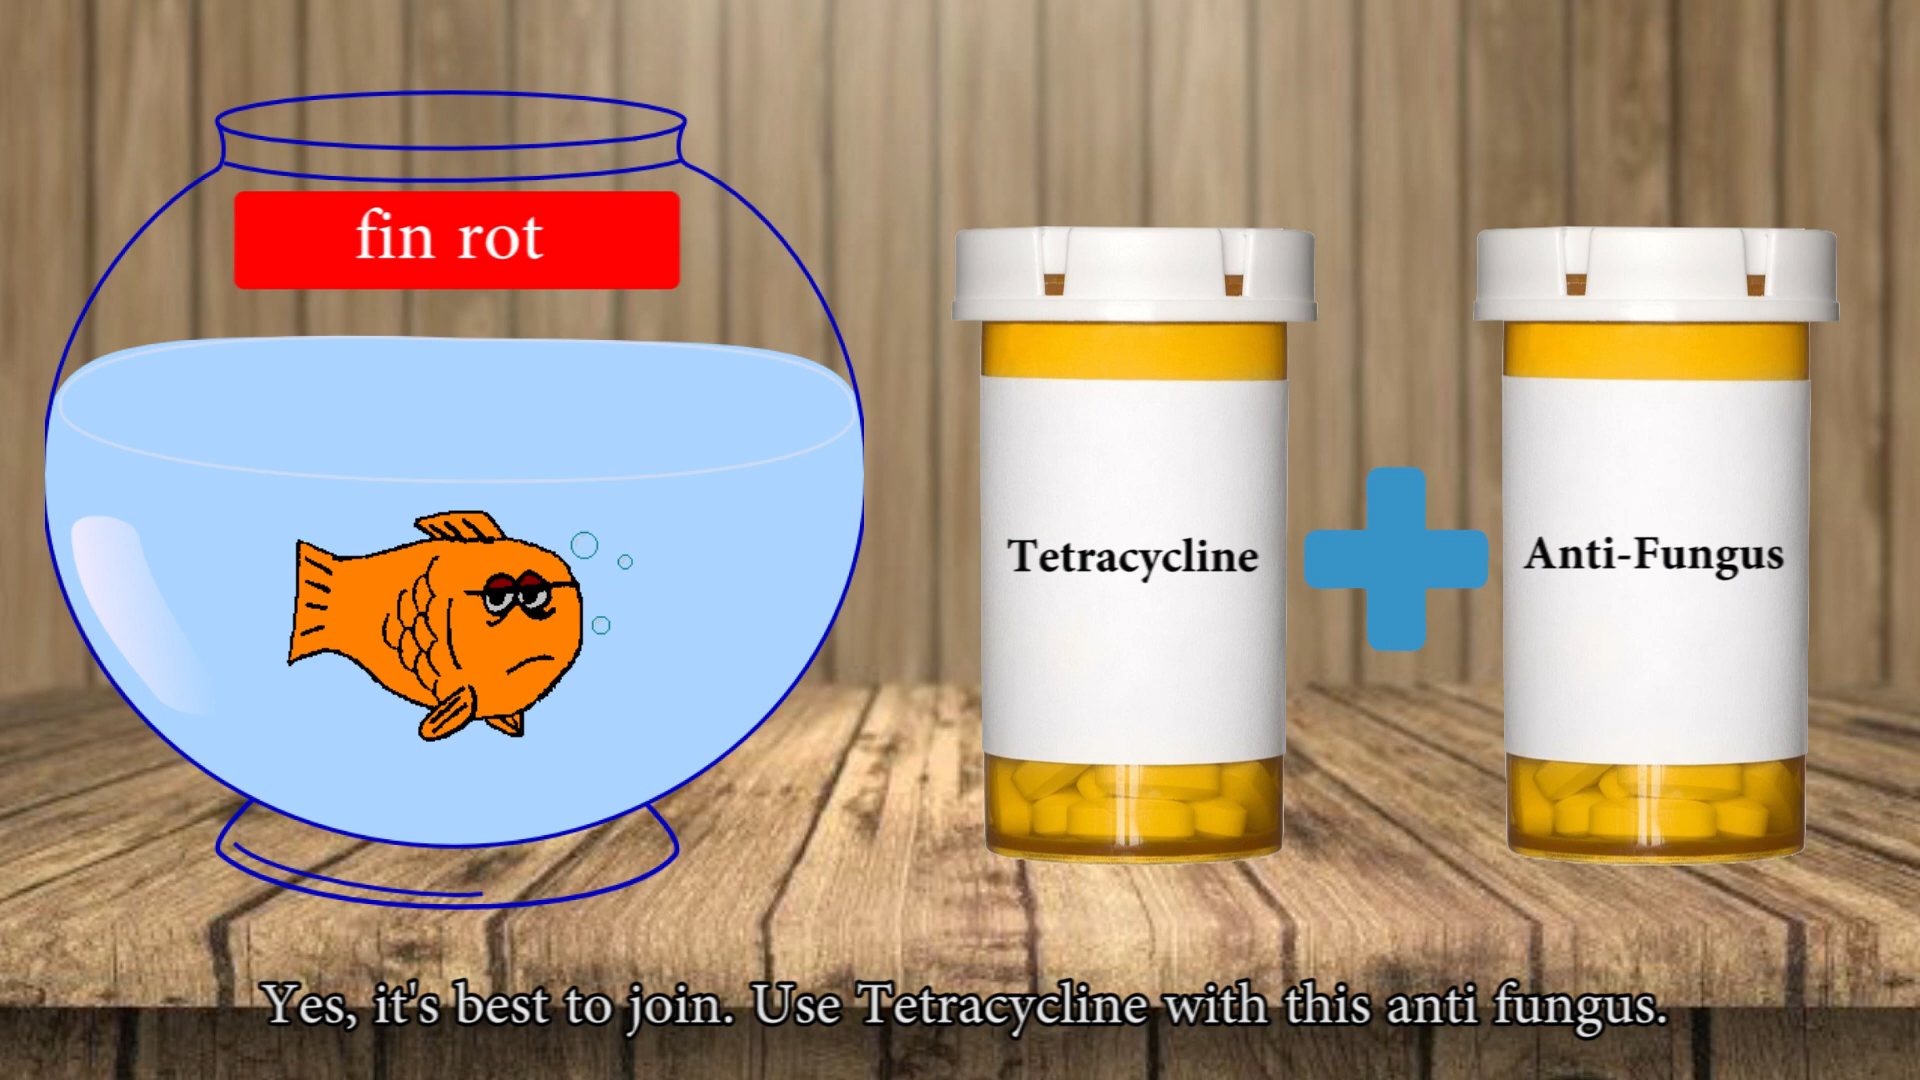 fin rot
Tetracycline
Anti-Fungus
Yes, it's best to join. Use Tetracycline with this anti fungus.